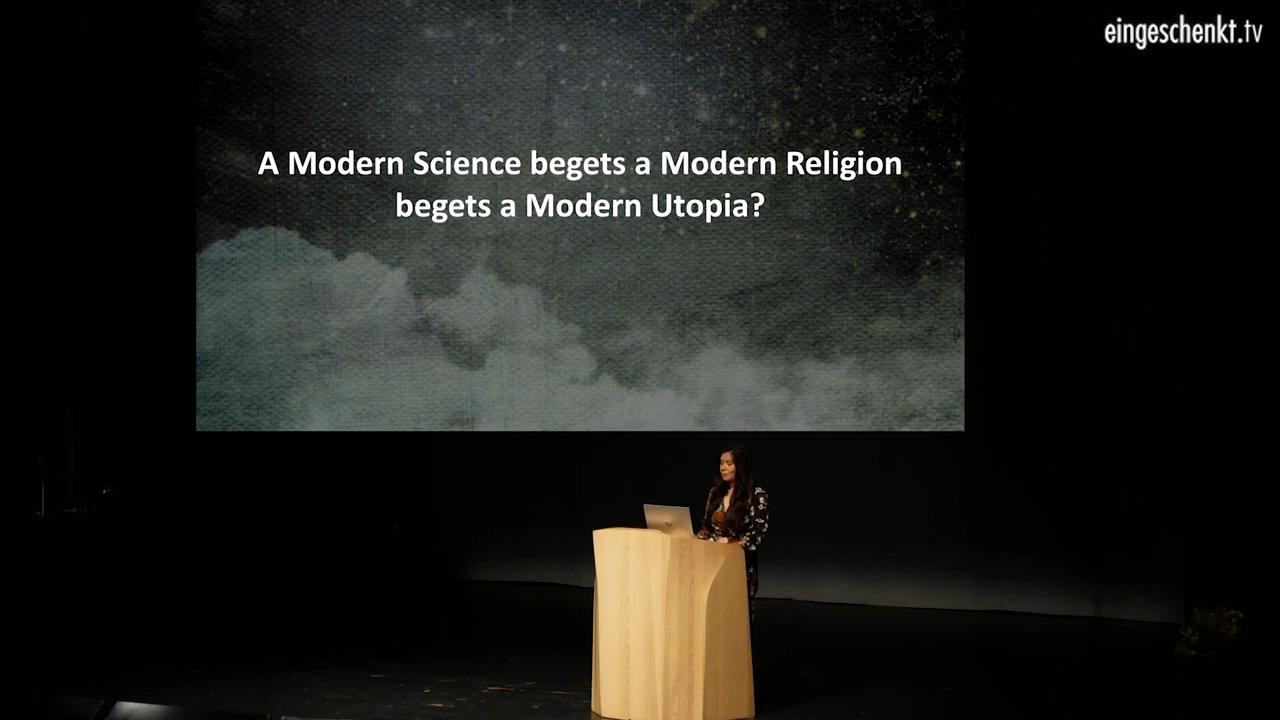 eingeschenkt.tv
A Modern Science begets a Modern Religion
begets a Modern Utopia?